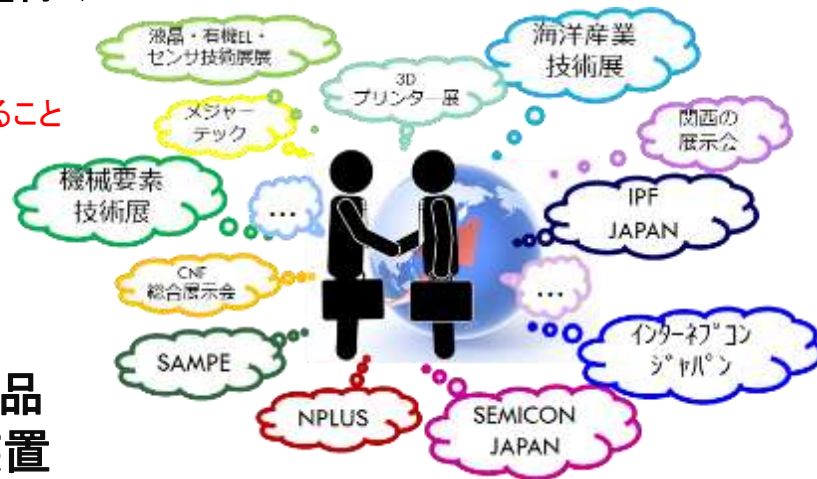 液晶・有機EL・
センサ技術展展
3D
プリンター展
海洋産業
技術展
メジャー
テック
ること
関西の
展示会
機械要素
技術展
...
IPF
JAPAN
CNF
総合展示会
...
SAMPE
インターネプコン
ジャパン
NPLUS
SEMICON
JAPAN
品
置